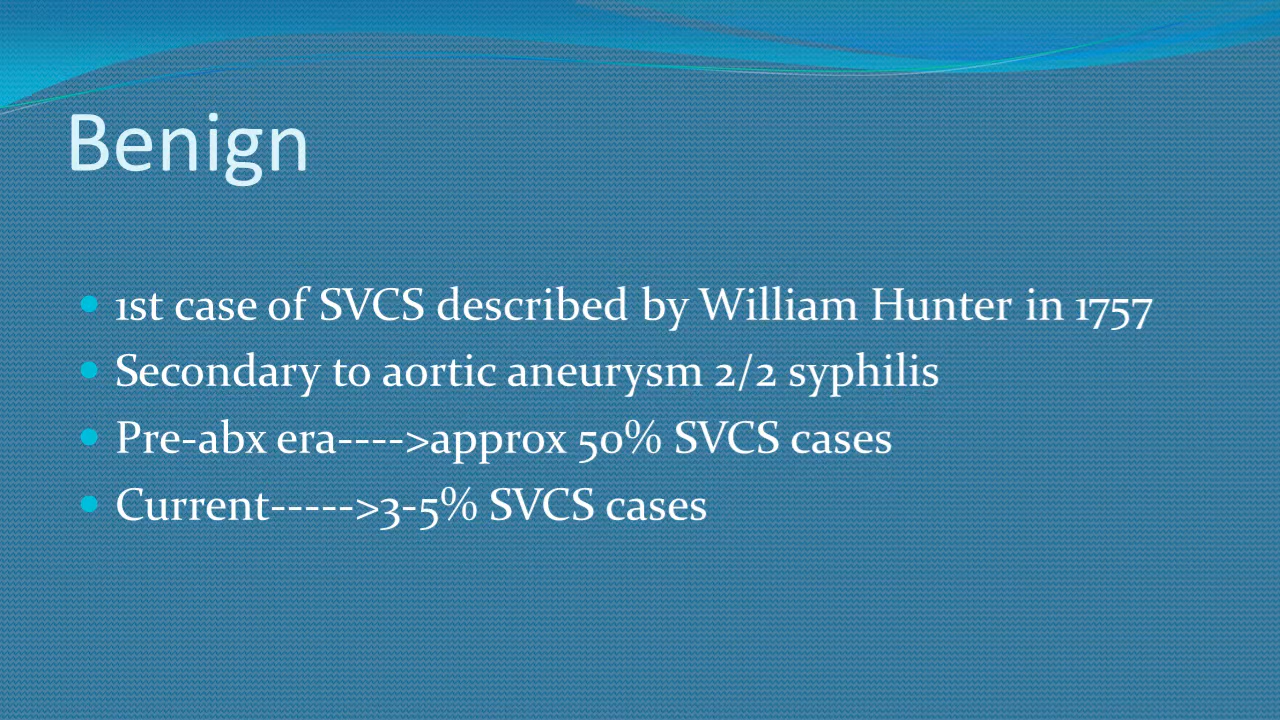 Benign
1st case of SVCS described by William Hunter in 1757
Secondary to aortic aneurysm 2/2 syphilis
Pre-abx era---->approx 50% SVCS cases
Current----->3-5% SVCS cases